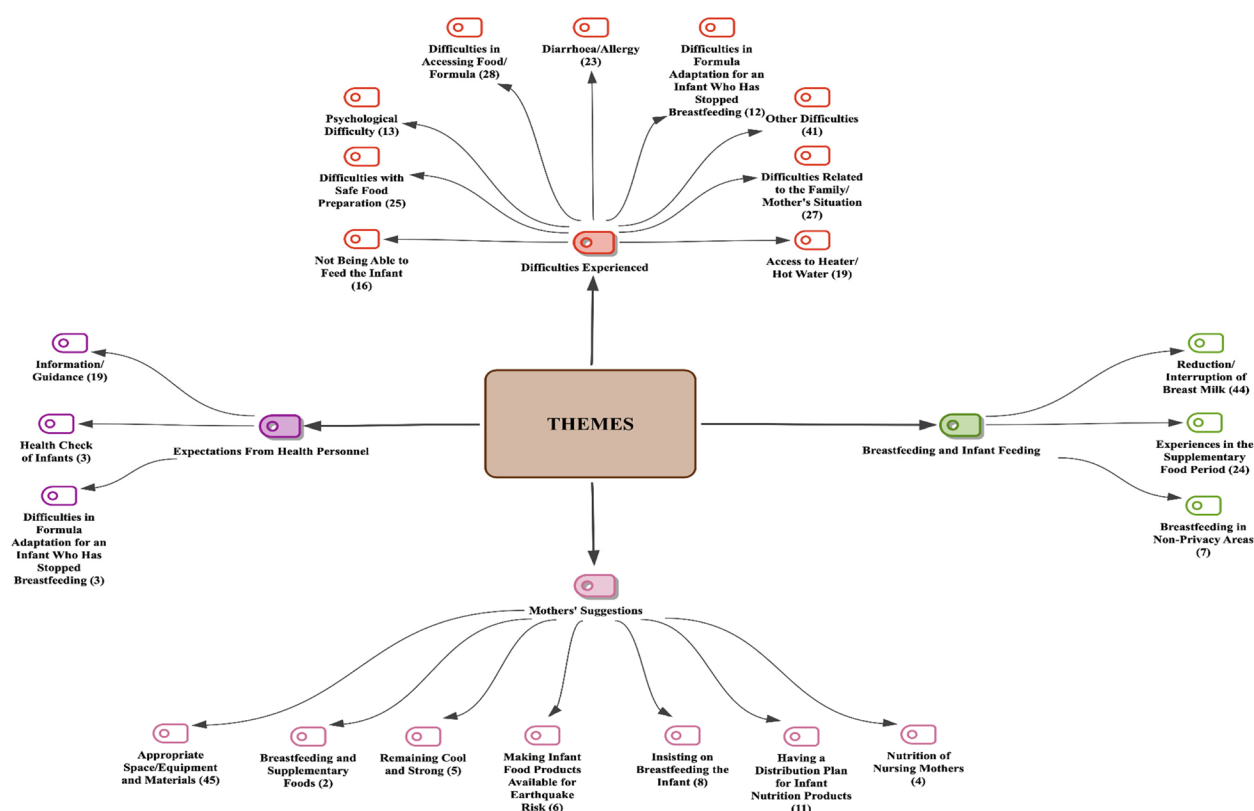 Difficulties in
Accessing Food/
Formula (28)
Diarrhoea/Allergy
(23)
Difficulties in
Formula
Adaptation for an
Infant Who Has
Stopped
Breastfeeding (12)
Psychological
Difficulty (13)
Other Difficulties
(41)
Difficulties with
Safe Food
Preparation (25)
Difficulties Related
to the Family/
Mother's Situation
(27)
Not Being Able to
Feed the Infant
(16)
Difficulties Experienced
Access to Heater/
Hot Water (19)
Information/
Guidance (19)
Health Check
of Infants (3)
Difficulties in
Formula
Adaptation for an
Infant Who Has
Stopped
Breastfeeding (3)
Expectations From Health Personnel
THEMES
Breastfeeding and Infant Feeding
Reduction/
Interruption of
Breast Milk (44)
Experiences in the
Supplementary
Food Period (24)
Breastfeeding in
Non-Privacy Areas
(7)
Mothers' Suggestions
Appropriate
Space/Equipment
and Materials (45)
Breastfeeding and
Supplementary
Foods (2)
Remaining Cool
and Strong (5)
Making Infant
Food Products
Available for
Earthquake
Risk (6)
Insisting on
Breastfeeding the
Infant (8)
Having a
Distribution Plan
for Infant
Nutrition Products
(11)
Nutrition of
Nursing Mothers
(4)